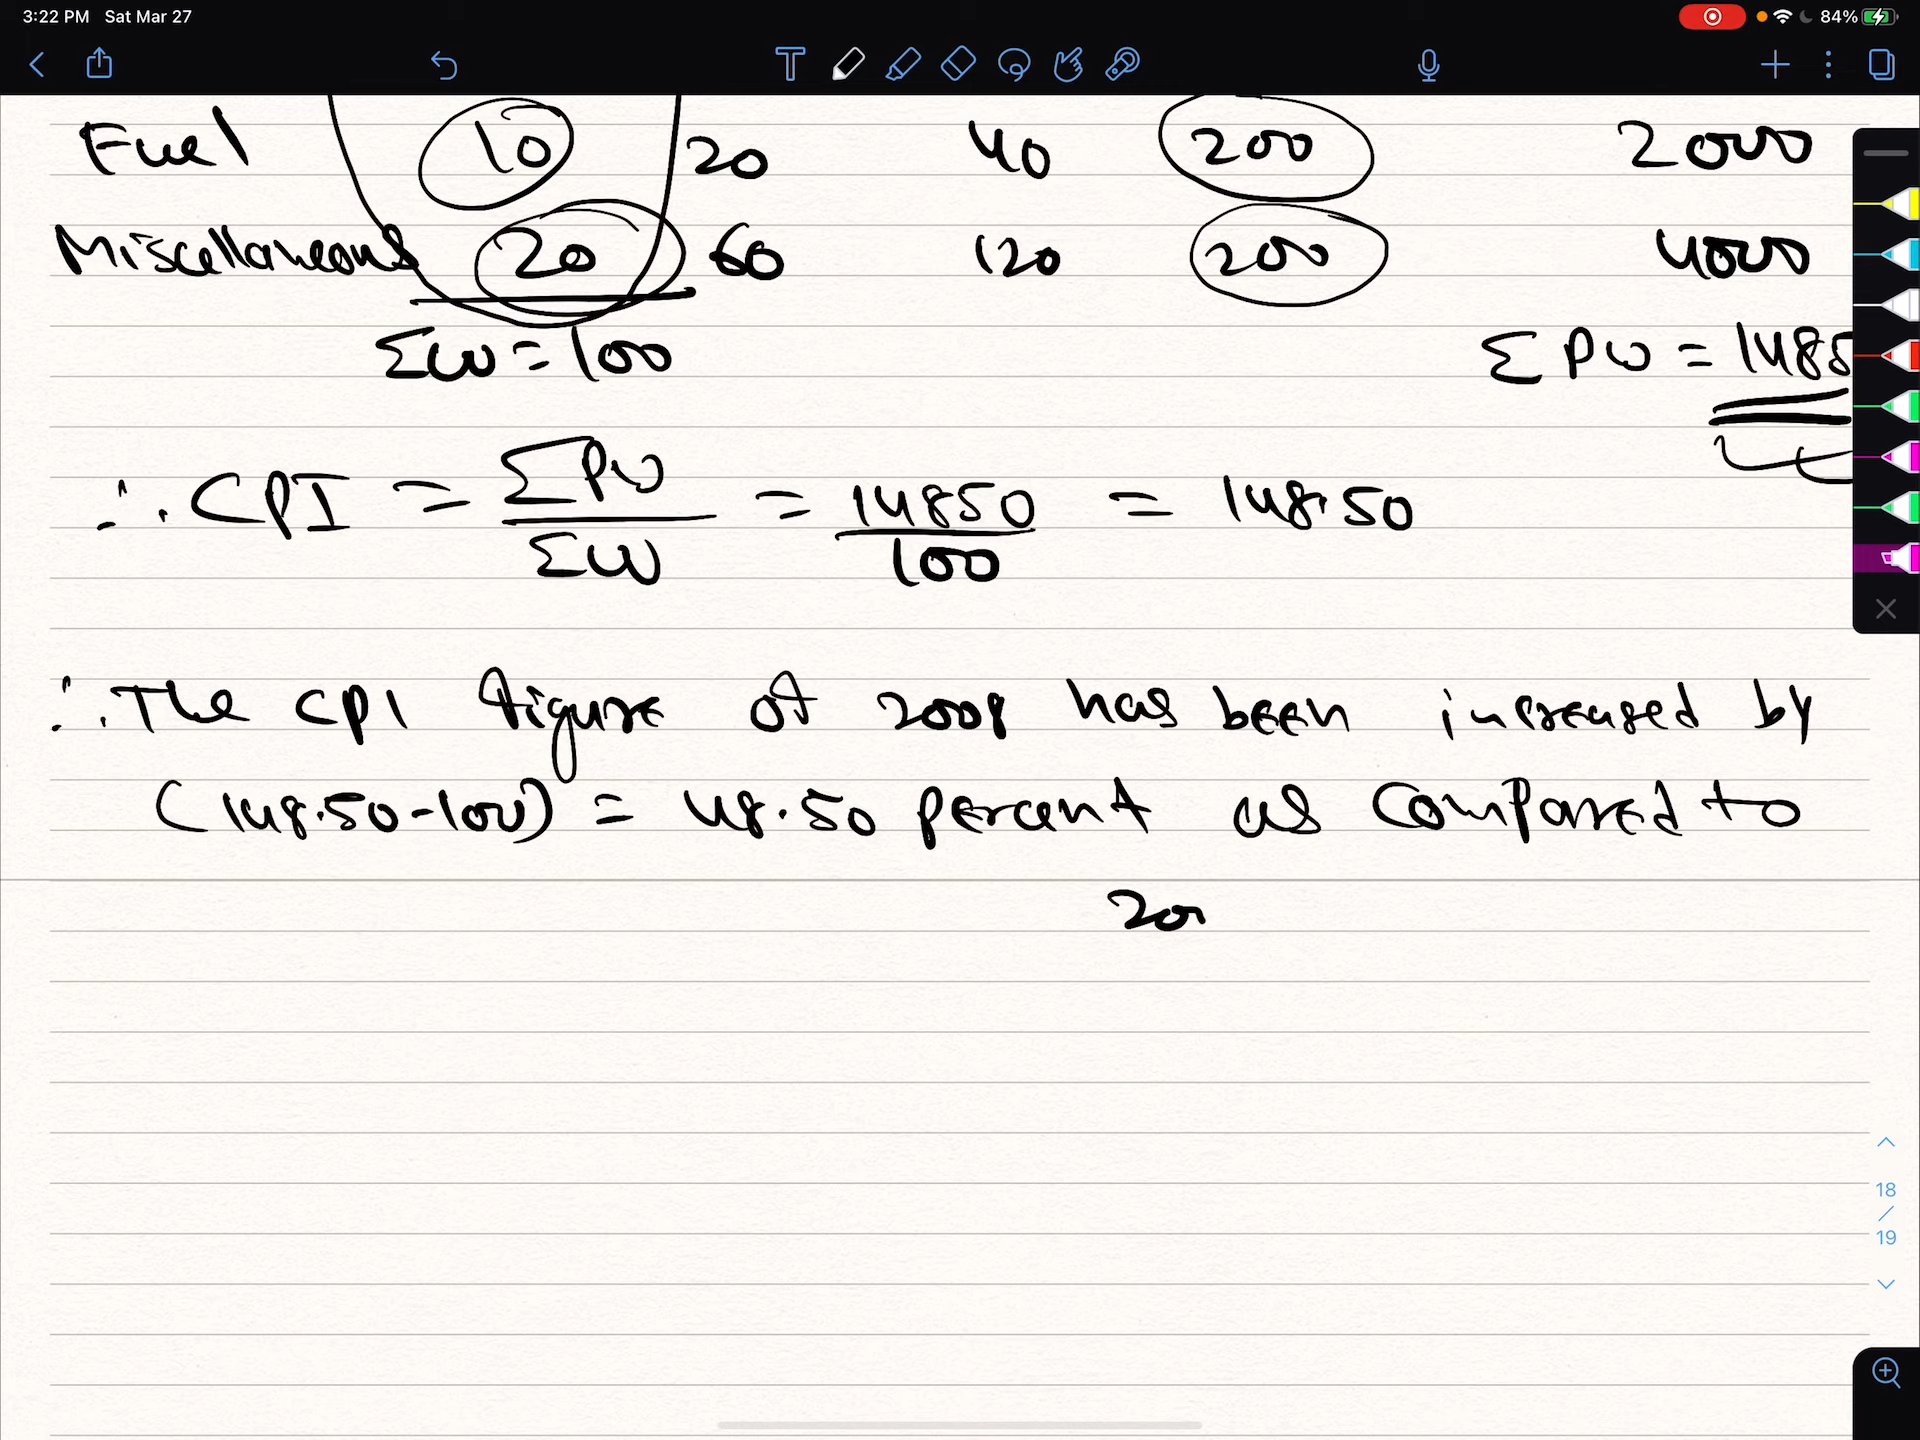 3:22 PM Sat Mar 27 84%
Fuel 10 20 40 200 2000
Miscellaneous 20 60 120 200 4000
ΣW = 100 ΣPW = 1485
∴ CPI = ΣPW / ΣW = 14850 / 100 = 148.50
∴ The CPI figure of 2008 has been increased by
(148.50-100) = 48.50 percent as compared to
200
18
/
19